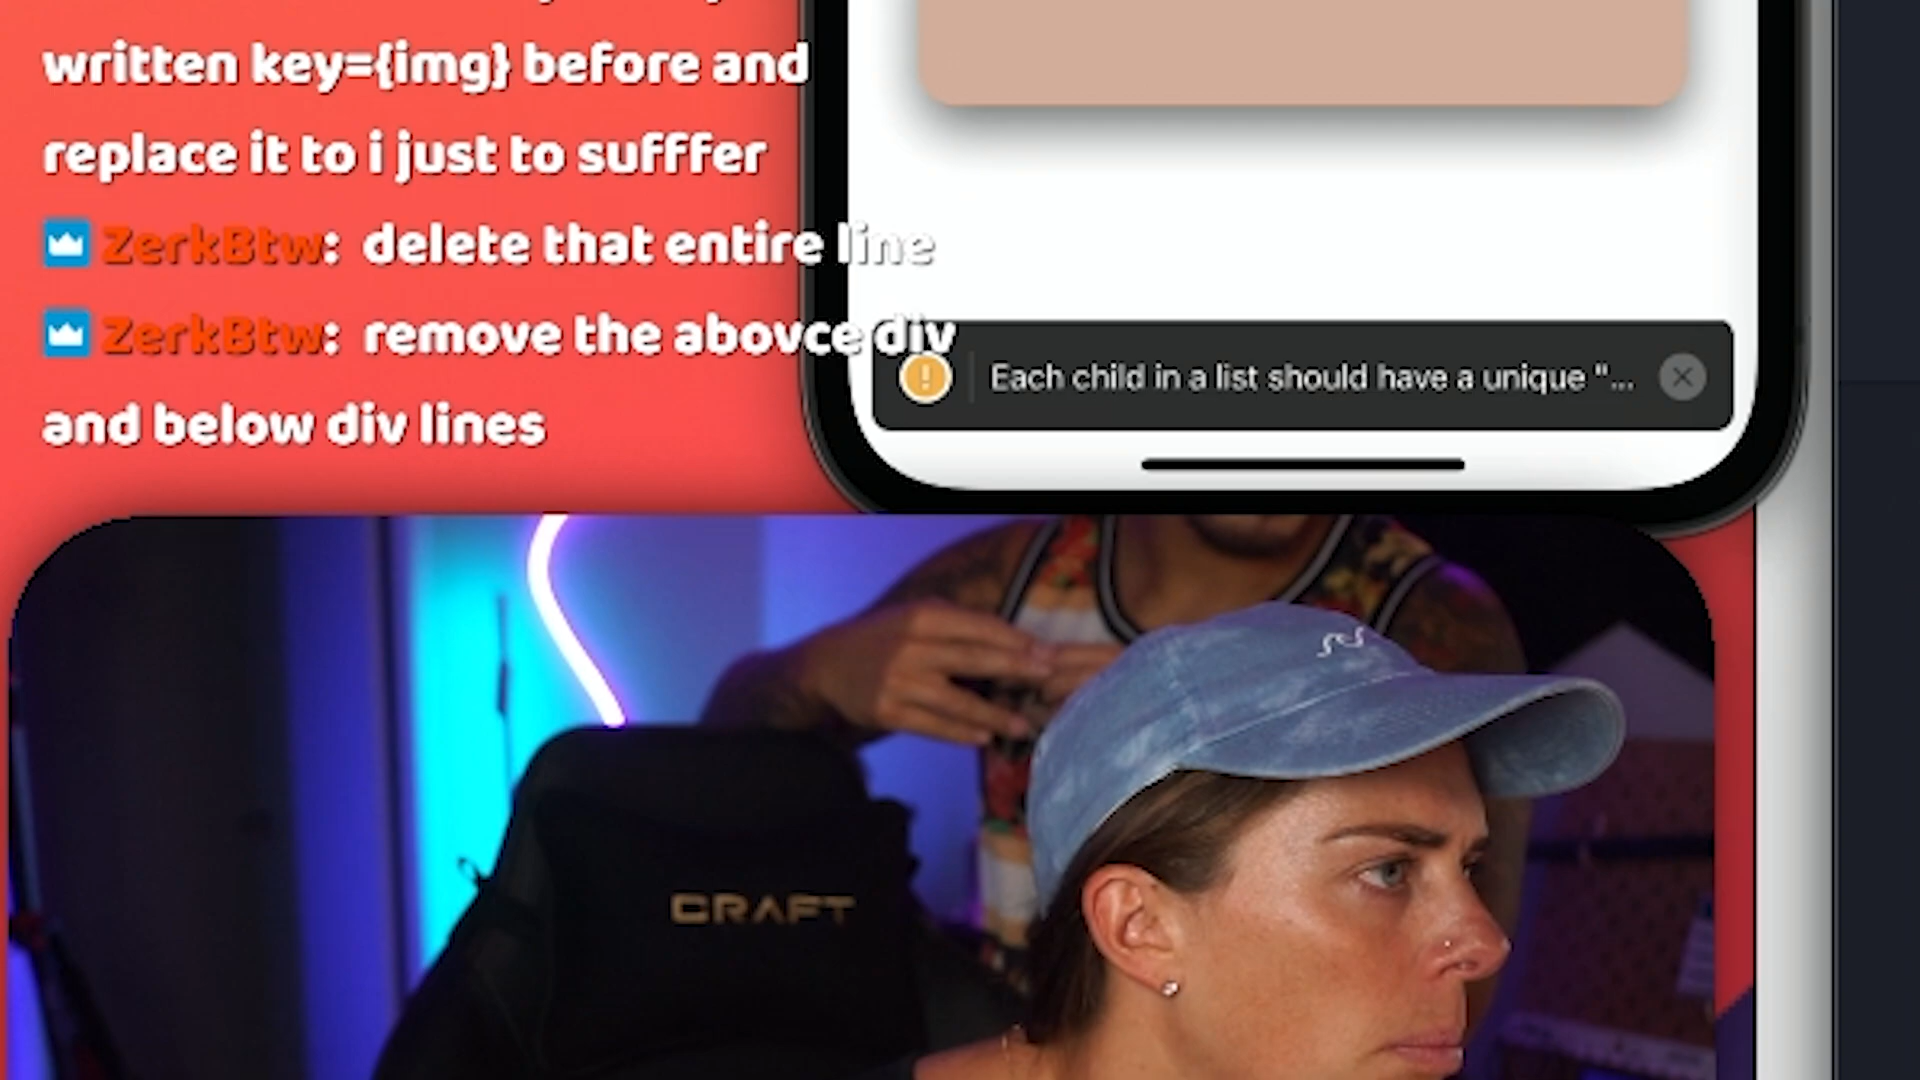 written key={img} before and
replace it to i just to sufffer
ZerkBtw: delete that entire line
ZerkBtw: remove the abovce div
and below div lines
Each child in a list should have a unique "...
CRAFT